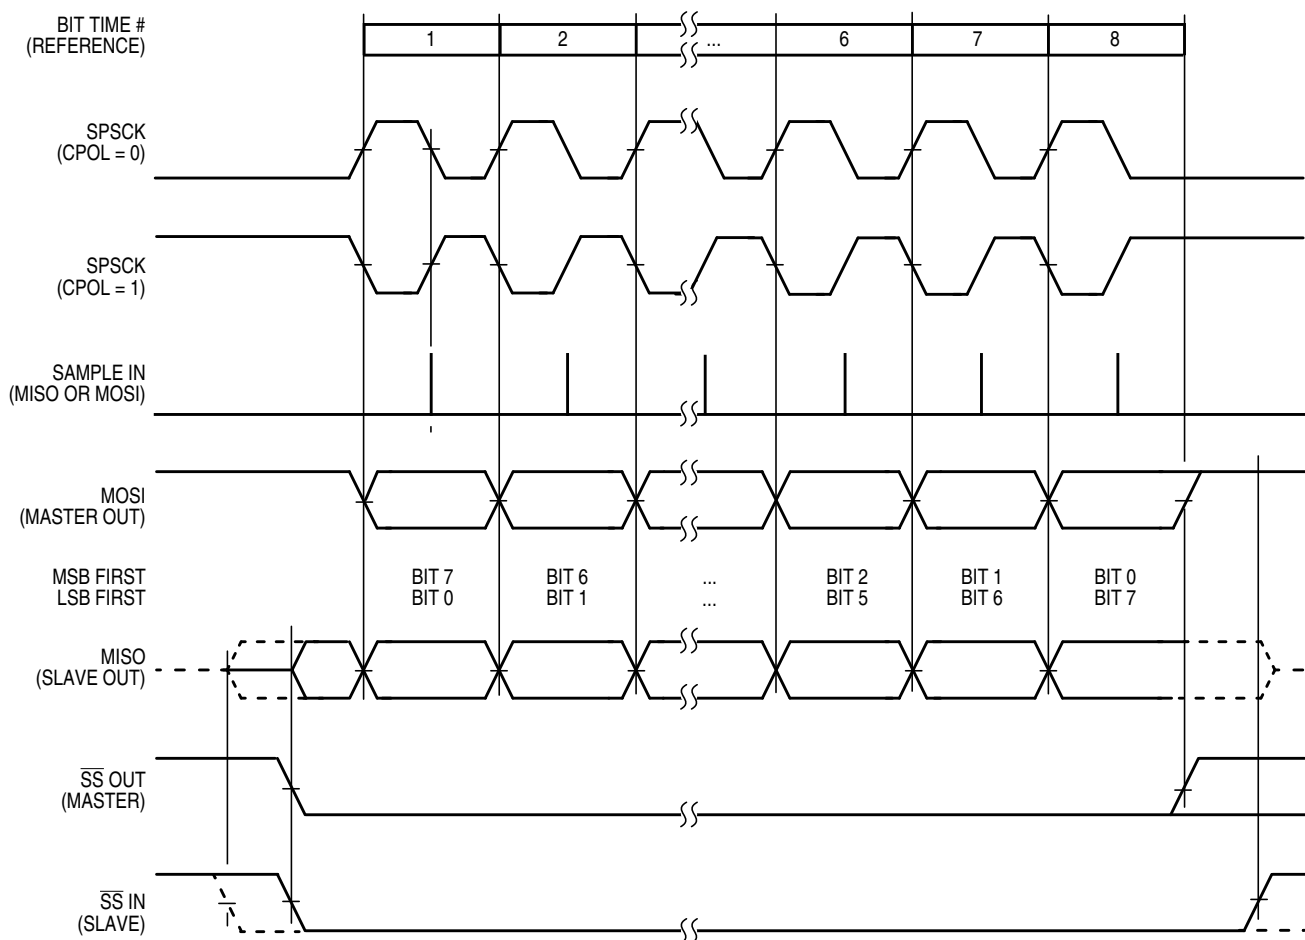 BIT TIME #
(REFERENCE)
1 2 ... 6 7 8
SPSCK
(CPOL = 0)
SPSCK
(CPOL = 1)
SAMPLE IN
(MISO OR MOSI)
MOSI
(MASTER OUT)
MSB FIRST BIT 7 BIT 6 ... BIT 2 BIT 1 BIT 0
LSB FIRST BIT 0 BIT 1 ... BIT 5 BIT 6 BIT 7
MISO
(SLAVE OUT)
S̅S̅ OUT
(MASTER)
S̅S̅ IN
(SLAVE)